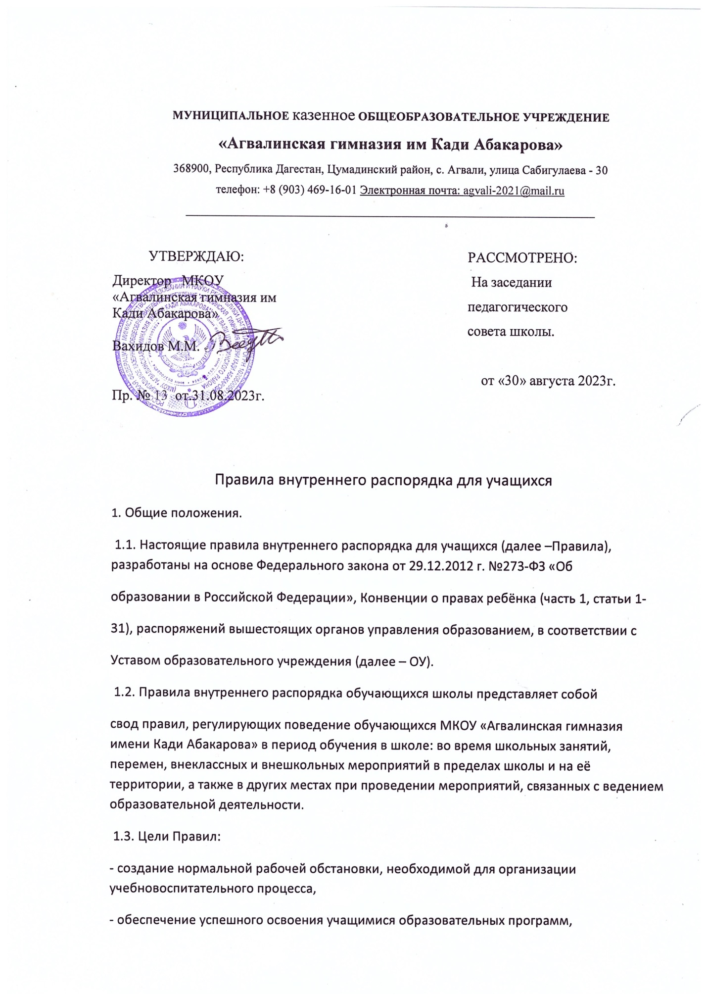 МУНИЦИПАЛЬНОЕ казенное ОБЩЕОБРАЗОВАТЕЛЬНОЕ УЧРЕЖДЕНИЕ
«Агвалинская гимназия им Кади Абакарова»
368900, Республика Дагестан, Цумадинский район, с. Агвали, улица Сабигулаева - 30
телефон: +8 (903) 469-16-01 Электронная почта: agvali-2021@mail.ru
УТВЕРЖДАЮ:
Директор МКОУ
«Агвалинская гимназия им
Кади Абакарова»
Вахидов М.М.
Пр. № 13 от.31.08.2023г.
РАССМОТРЕНО:
На заседании
педагогического
совета школы.
от «30» августа 2023г.
Правила внутреннего распорядка для учащихся
1. Общие положения.
1.1. Настоящие правила внутреннего распорядка для учащихся (далее –Правила),
разработаны на основе Федерального закона от 29.12.2012 г. №273-ФЗ «Об
образовании в Российской Федерации», Конвенции о правах ребёнка (часть 1, статьи 1-
31), распоряжений вышестоящих органов управления образованием, в соответствии с
Уставом образовательного учреждения (далее – ОУ).
1.2. Правила внутреннего распорядка обучающихся школы представляет собой
свод правил, регулирующих поведение обучающихся МКОУ «Агвалинская гимназия
имени Кади Абакарова» в период обучения в школе: во время школьных занятий,
перемен, внеклассных и внешкольных мероприятий в пределах школы и на её
территории, а также в других местах при проведении мероприятий, связанных с ведением
образовательной деятельности.
1.3. Цели Правил:
- создание нормальной рабочей обстановки, необходимой для организации
учебновоспитательного процесса,
- обеспечение успешного освоения учащимися образовательных программ,